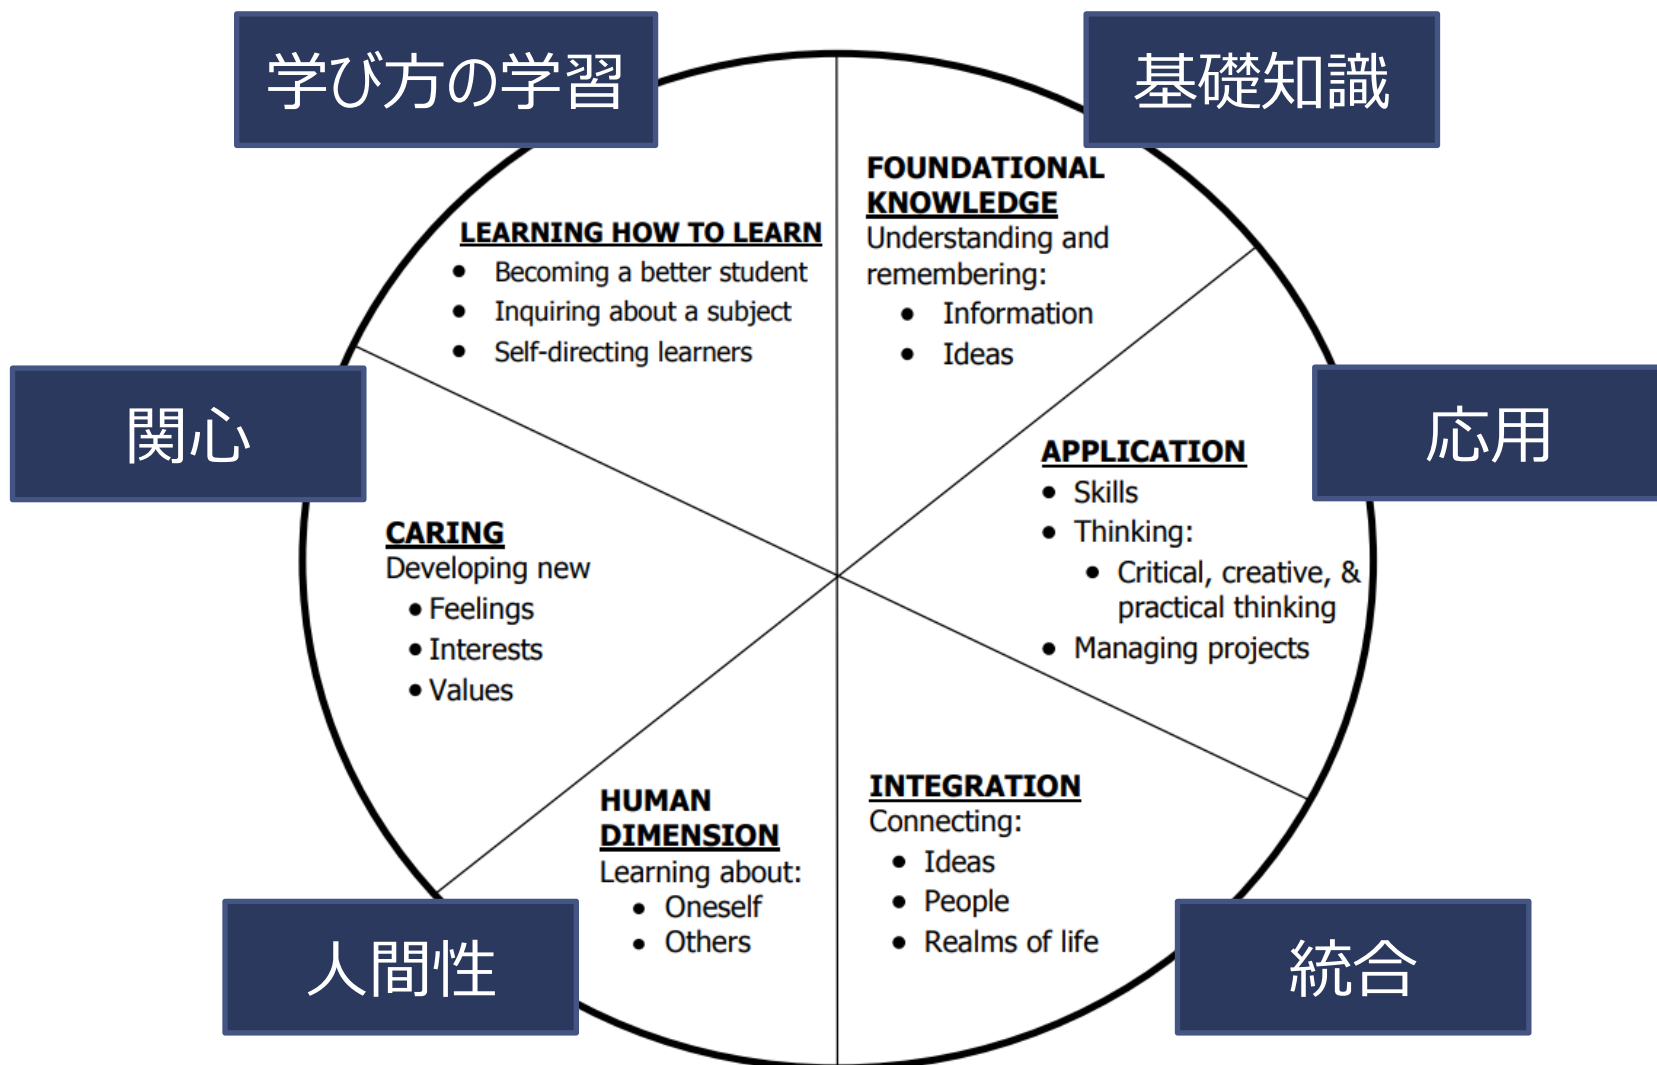 学び方の学習
基礎知識
FOUNDATIONAL
KNOWLEDGE
Understanding and
remembering:
• Information
• Ideas
LEARNING HOW TO LEARN
• Becoming a better student
• Inquiring about a subject
• Self-directing learners
関心
応用
APPLICATION
• Skills
• Thinking:
• Critical, creative, &
practical thinking
• Managing projects
CARING
Developing new
• Feelings
• Interests
• Values
HUMAN
DIMENSION
Learning about:
• Oneself
• Others
INTEGRATION
Connecting:
• Ideas
• People
• Realms of life
人間性
統合